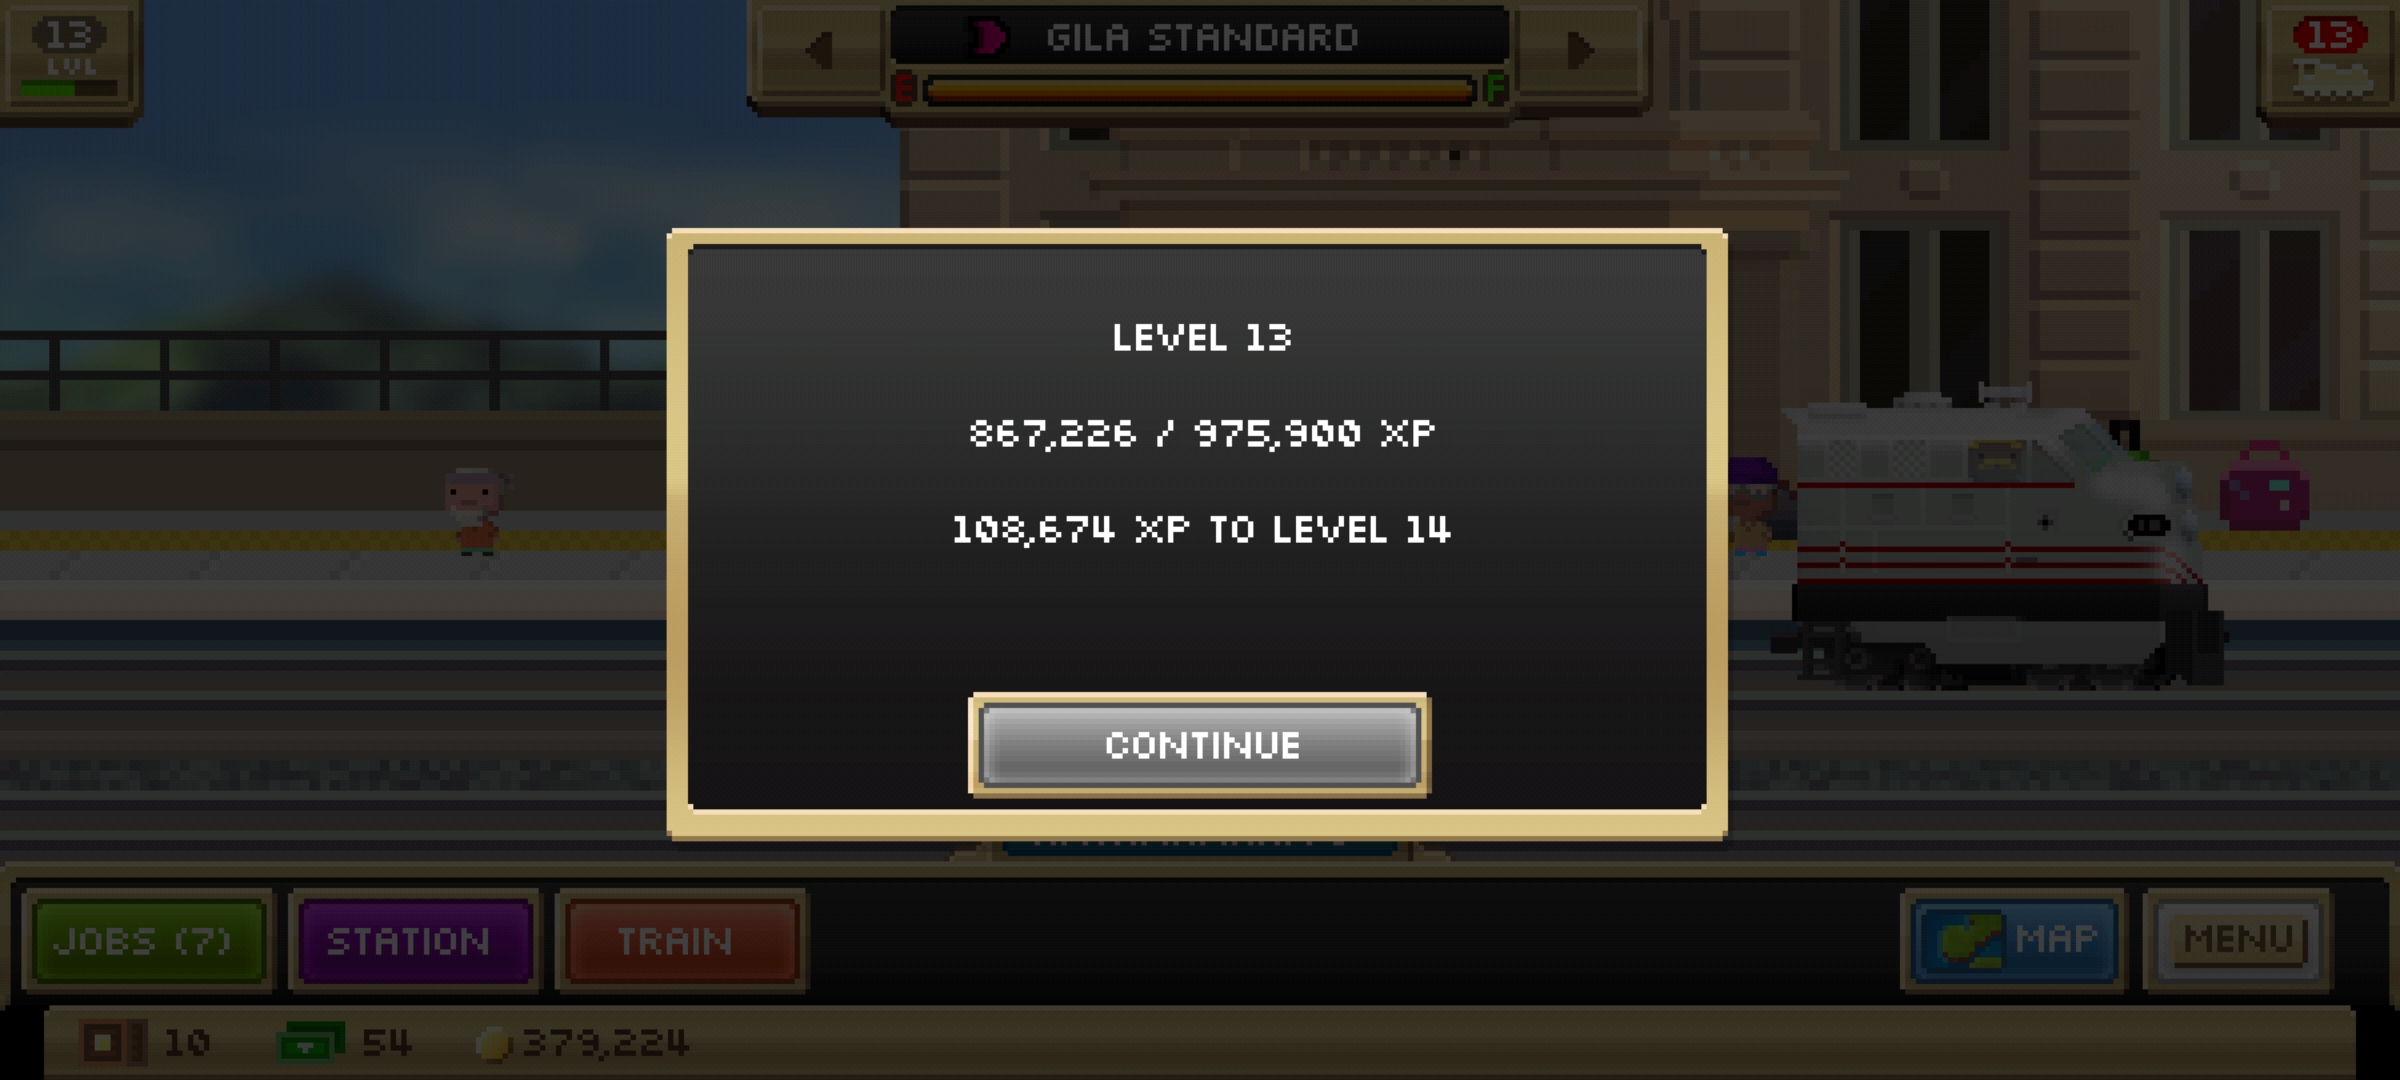 13
LVL
GILA STANDARD
E
F
13
LEVEL 13
867,226 / 975,900 XP
108,674 XP TO LEVEL 14
CONTINUE
JOBS (7)
STATION
TRAIN
MAP
MENU
10
54
379,224